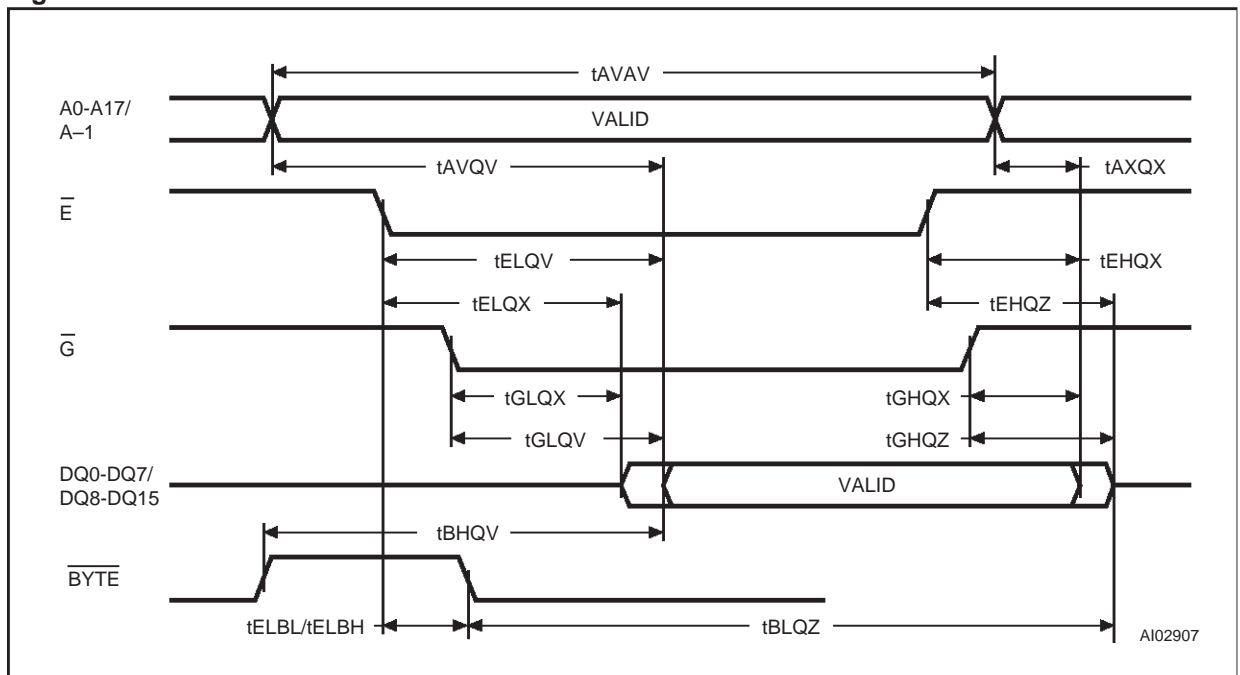 tAVAV
A0-A17/
A–1
VALID
tAVQV
tAXQX
E
tELQV
tEHQX
tELQX
tEHQZ
G
tGLQX
tGHQX
tGLQV
tGHQZ
DQ0-DQ7/
DQ8-DQ15
VALID
tBHQV
BYTE
tELBL/tELBH
tBLQZ
AI02907